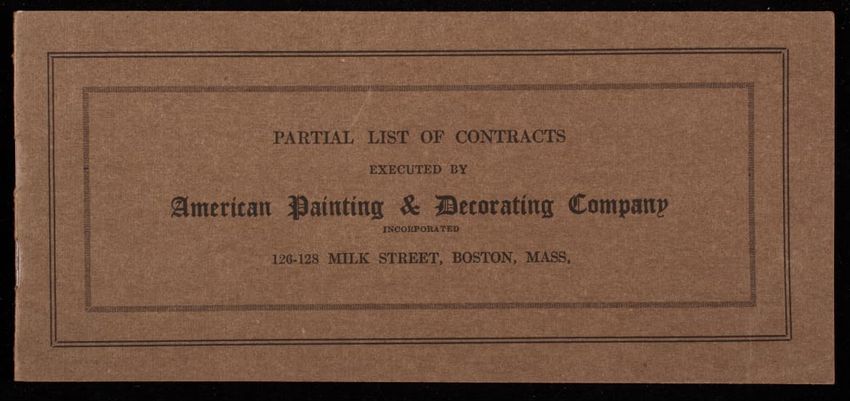 PARTIAL LIST OF CONTRACTS
EXECUTED BY
American Painting & Decorating Company
INCORPORATED
126-128 MILK STREET, BOSTON, MASS.